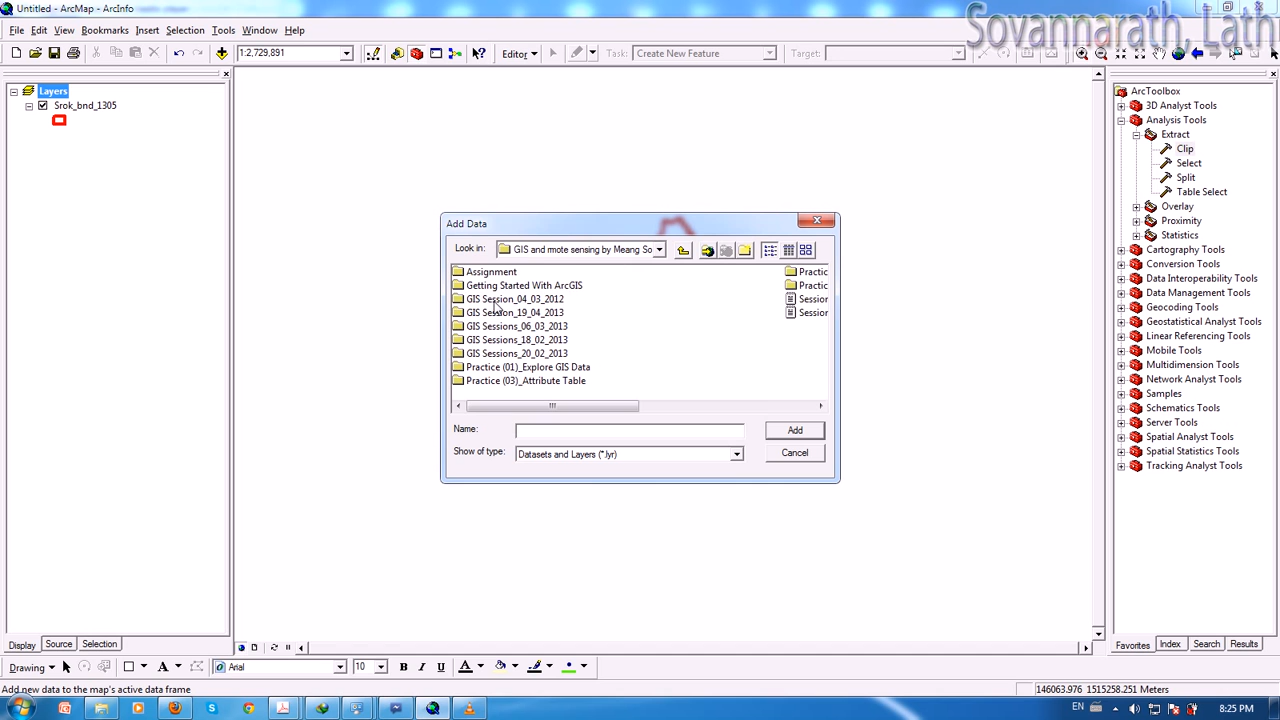 Untitled - ArcMap - ArcInfo
Sovannarath, Lath
File Edit View Bookmarks Insert Selection Tools Window Help
1:2,729,891
Editor
Task:
Create New Feature
Target:
Layers
Srok_bnd_1305
ArcToolbox
3D Analyst Tools
Analysis Tools
Extract
Clip
Select
Split
Table Select
Overlay
Proximity
Statistics
Cartography Tools
Conversion Tools
Data Interoperability Tools
Data Management Tools
Geocoding Tools
Geostatistical Analyst Tools
Linear Referencing Tools
Mobile Tools
Multidimension Tools
Network Analyst Tools
Samples
Schematics Tools
Server Tools
Spatial Analyst Tools
Spatial Statistics Tools
Tracking Analyst Tools
Add Data
Look in:
GIS and rmote sensing by Meang So
Assignment
Getting Started With ArcGIS
GIS Session_04_03_2012
GIS Session_19_04_2013
GIS Sessions_06_03_2013
GIS Sessions_18_02_2013
GIS Sessions_20_02_2013
Practice (01)_Explore GIS Data
Practice (03)_Attribute Table
Practic
Practic
Session
Session
Name:
Add
Show of type:
Datasets and Layers (*.lyr)
Cancel
Display Source Selection
Favorites Index Search Results
Drawing
A
Arial
10
B I U A
Add new data to the map's active data frame
146063.976 1515258.251 Meters
EN
8:25 PM